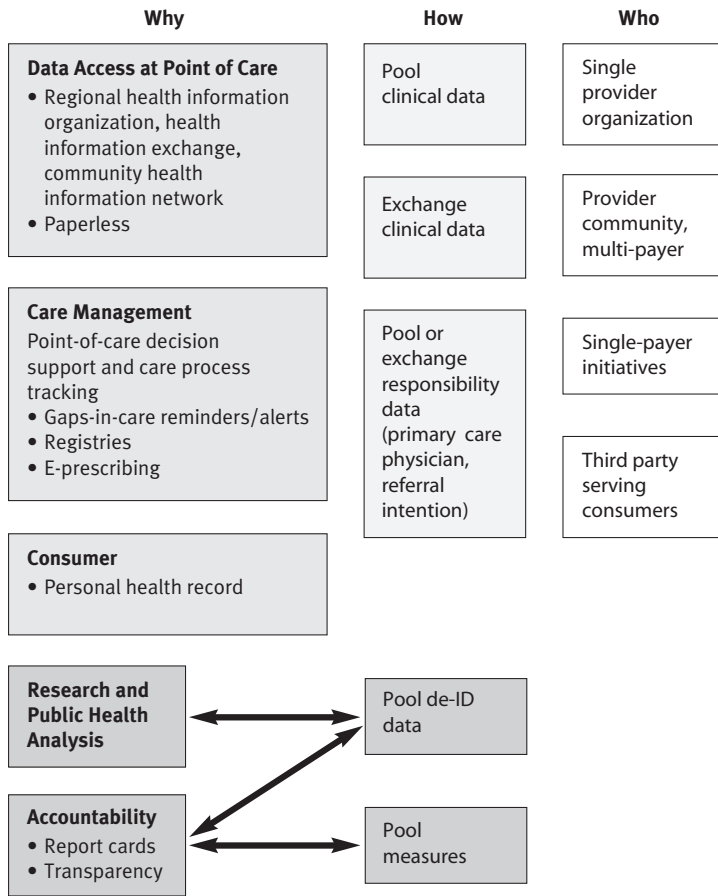 Why
Data Access at Point of Care
• Regional health information
organization, health
information exchange,
community health
information network
• Paperless
Care Management
Point-of-care decision
support and care process
tracking
• Gaps-in-care reminders/alerts
• Registries
• E-prescribing
Consumer
• Personal health record
Research and
Public Health
Analysis
Accountability
• Report cards
• Transparency
How
Pool
clinical data
Exchange
clinical data
Pool or
exchange
responsibility
data
(primary care
physician,
referral
intention)
Pool de-ID
data
Pool
measures
Who
Single
provider
organization
Provider
community,
multi-payer
Single-payer
initiatives
Third party
serving
consumers